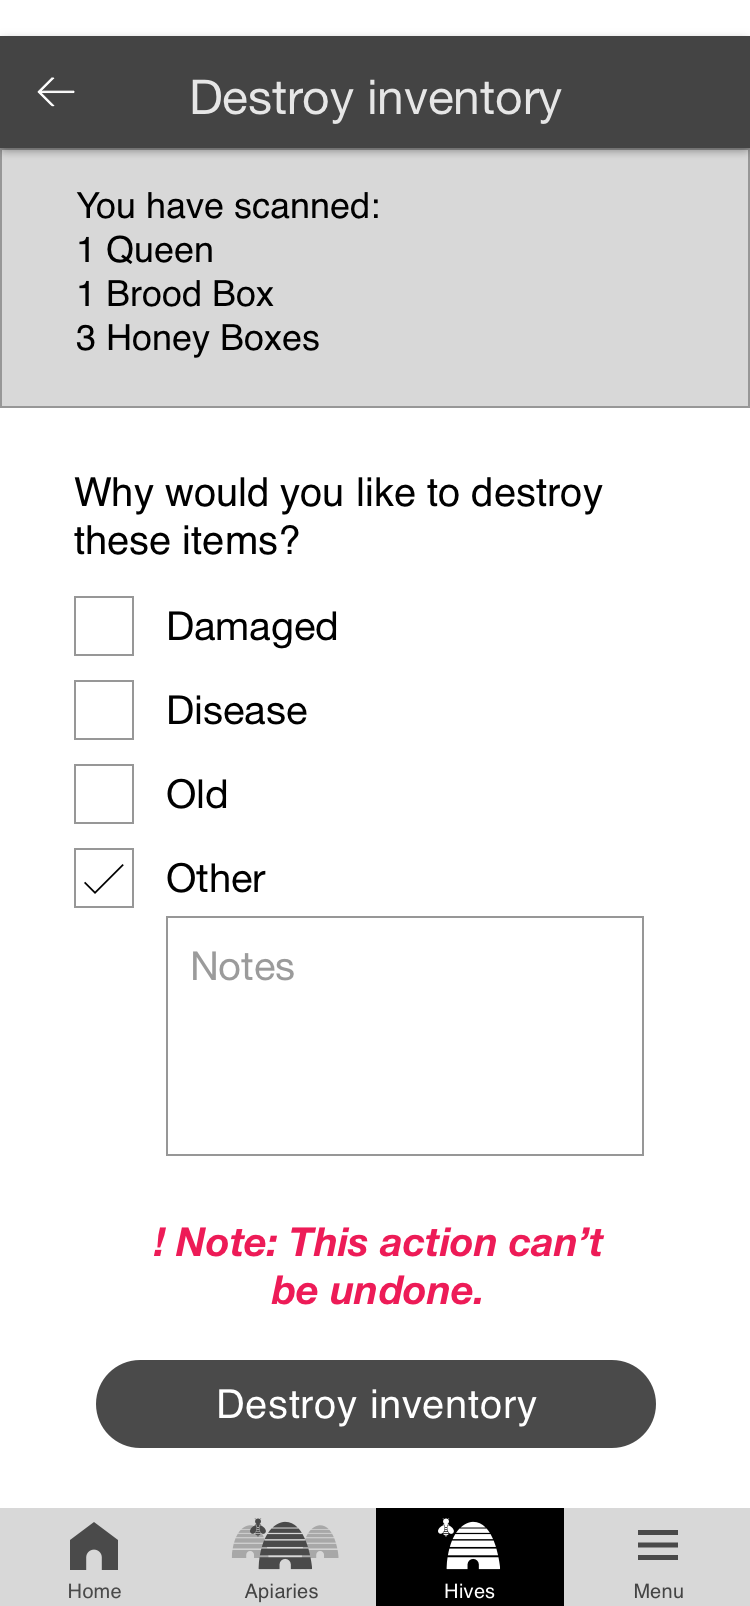 Destroy inventory
You have scanned:
1 Queen
1 Brood Box
3 Honey Boxes
Why would you like to destroy
these items?
Damaged
Disease
Old
Other
Notes
! Note: This action can’t
be undone.
Destroy inventory
Home
Apiaries
Hives
Menu